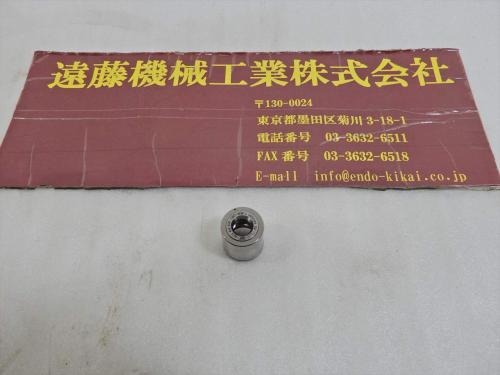 遠藤機械工業株式会社
〒130-0024
東京都墨田区菊川 3-18-1
電話番号 03-3632-6511
FAX 番号 03-3632-6518
E-mail info@endo-kikai.co.jp